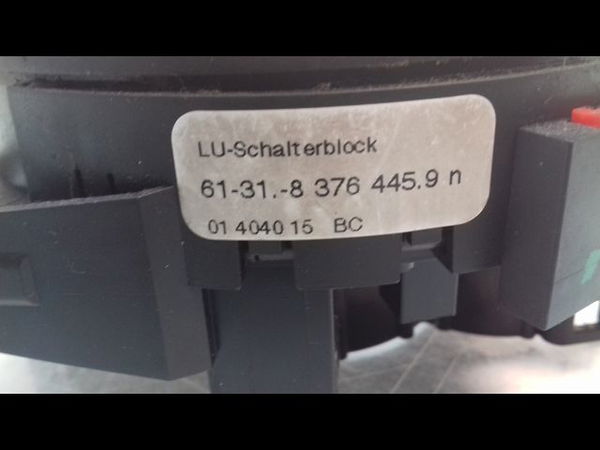 LU-Schalterblock
61-31.-8 376 445.9 n
01 404015 BC